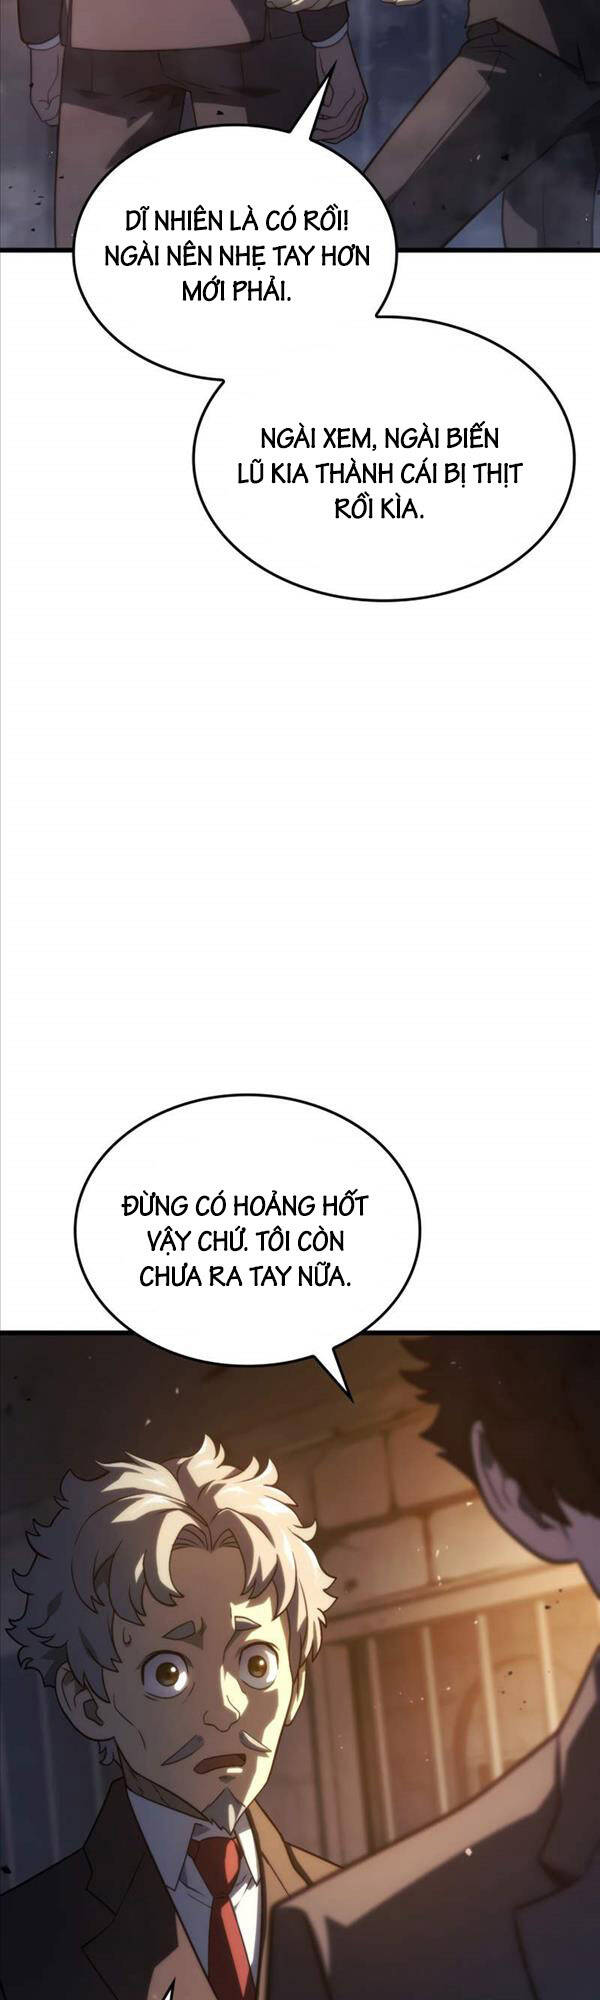 DĨ NHIÊN LÀ CÓ RỒI!
NGÀI NÊN NHẸ TAY HƠN
MỚI PHẢI.
NGÀI XEM, NGÀI BIẾN
LŨ KIA THÀNH CÁI BỊ THỊT
RỒI KÌA.
ĐỪNG CÓ HOẢNG HỐT
VẬY CHỨ. TÔI CÒN
CHƯA RA TAY NỮA.